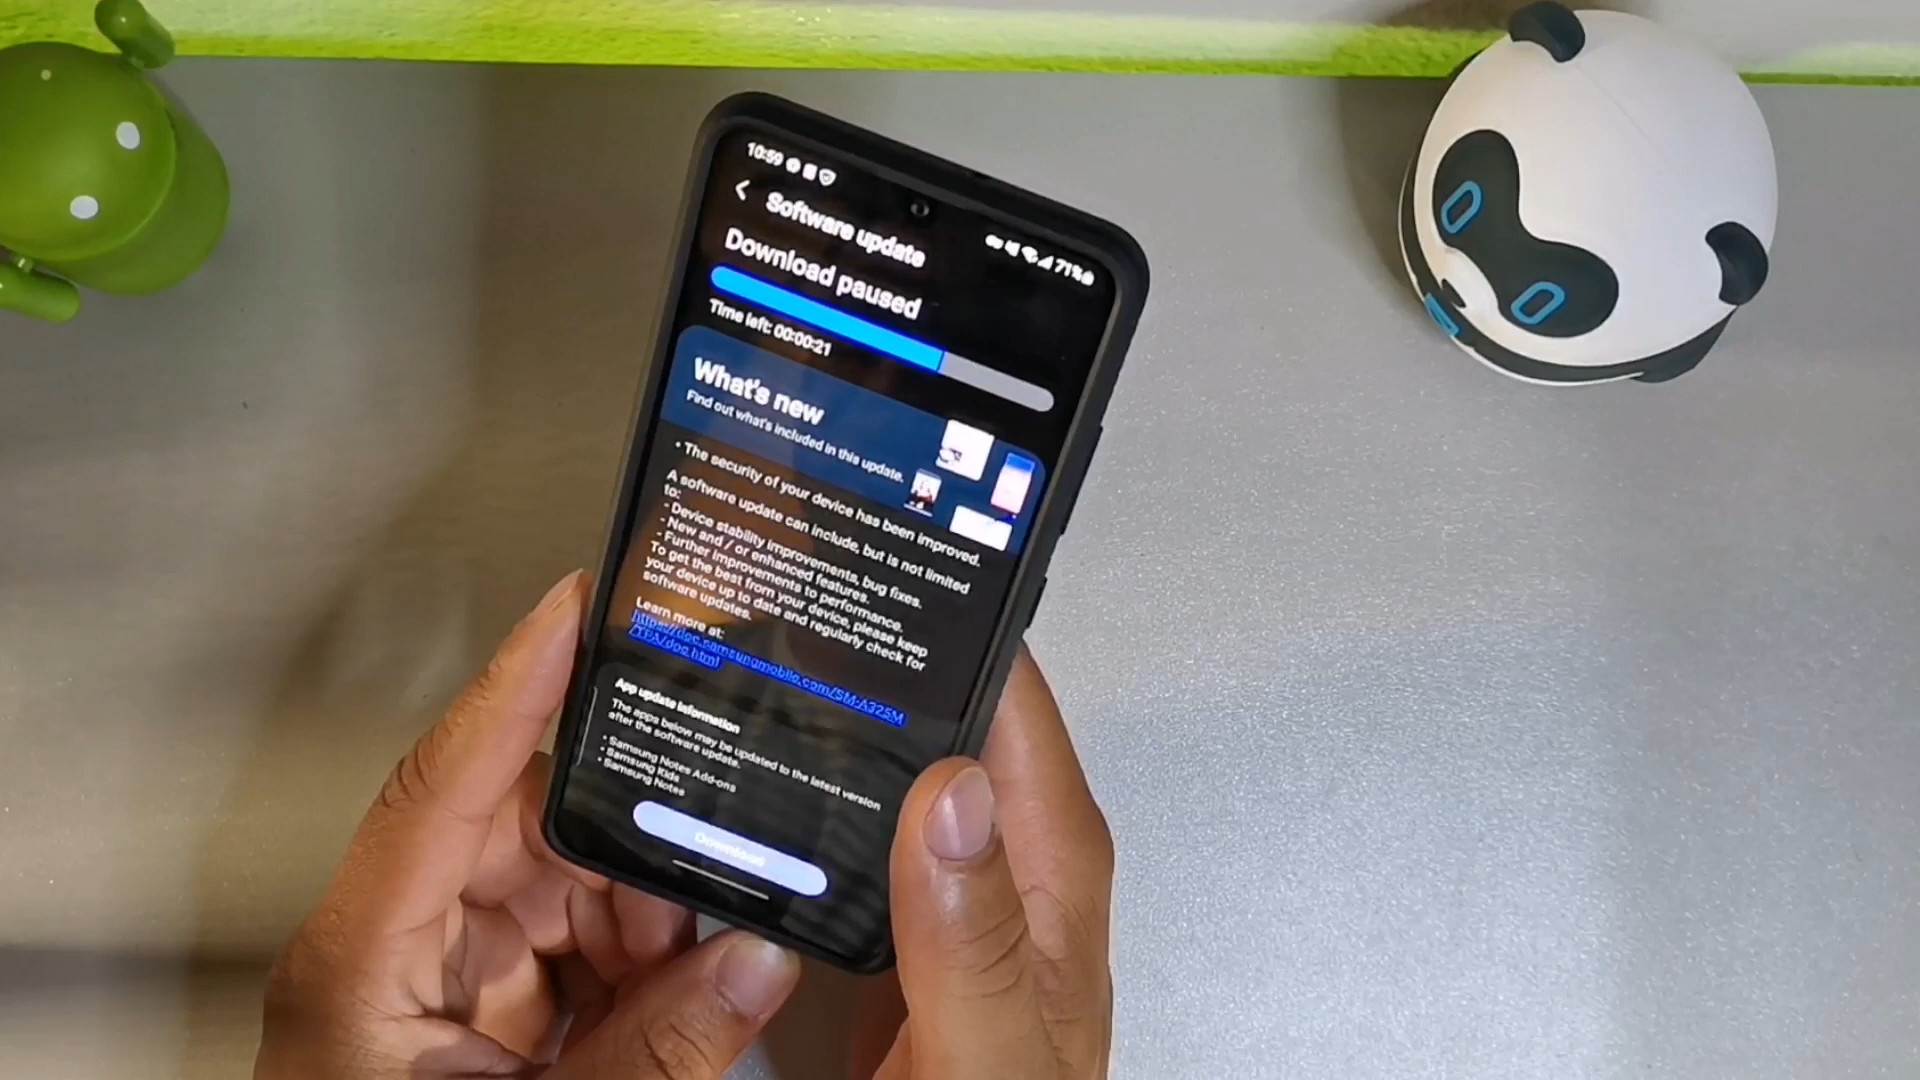 10:59
71%
Software update
Download paused
Time left: 00:00:21
What's new
Find out what's included in this update.
• The security of your device has been improved.
A software update can include, but is not limited
to:
- Device stability improvements, bug fixes.
- New and / or enhanced features.
- Further improvements to performance.
To get the best from your device, please keep
your device up to date and regularly check for
software updates.
Learn more at:
https://doc.samsungmobile.com/SM-A325M
/TPA/doc.html
App update information
The apps below may be updated to the latest version
after the software update.
• Samsung Notes Add-ons
• Samsung Kids
• Samsung Notes
Download